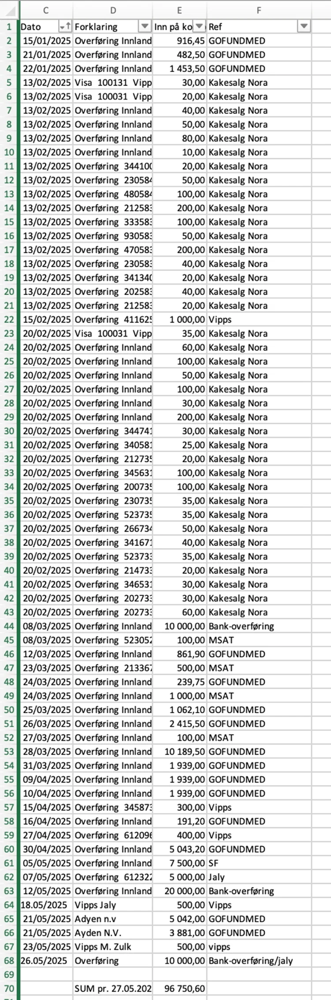 C D E F
1 Dato Forklaring Inn på ko Ref
2 15/01/2025 Overføring Innland 916,45 GOFUNDMED
3 21/01/2025 Overføring Innland 482,50 GOFUNDMED
4 22/01/2025 Overføring Innland 1 453,50 GOFUNDMED
5 13/02/2025 Visa 100131 Vipp 30,00 Kakesalg Nora
6 13/02/2025 Visa 100031 Vipp 20,00 Kakesalg Nora
7 13/02/2025 Overføring Innland 40,00 Kakesalg Nora
8 13/02/2025 Overføring Innland 50,00 Kakesalg Nora
9 13/02/2025 Overføring Innland 80,00 Kakesalg Nora
10 13/02/2025 Overføring Innland 10,00 Kakesalg Nora
11 13/02/2025 Overføring 344100 20,00 Kakesalg Nora
12 13/02/2025 Overføring 230584 50,00 Kakesalg Nora
13 13/02/2025 Overføring 480584 100,00 Kakesalg Nora
14 13/02/2025 Overføring 212583 200,00 Kakesalg Nora
15 13/02/2025 Overføring 333583 100,00 Kakesalg Nora
16 13/02/2025 Overføring 930583 50,00 Kakesalg Nora
17 13/02/2025 Overføring 470583 200,00 Kakesalg Nora
18 13/02/2025 Overføring 230583 40,00 Kakesalg Nora
19 13/02/2025 Overføring 341340 20,00 Kakesalg Nora
20 13/02/2025 Overføring 202583 40,00 Kakesalg Nora
21 13/02/2025 Overføring 212583 20,00 Kakesalg Nora
22 15/02/2025 Overføring 411625 1 000,00 Vipps
23 20/02/2025 Visa 100031 Vipp 35,00 Kakesalg Nora
24 20/02/2025 Overføring Innland 60,00 Kakesalg Nora
25 20/02/2025 Overføring Innland 100,00 Kakesalg Nora
26 20/02/2025 Overføring Innland 50,00 Kakesalg Nora
27 20/02/2025 Overføring Innland 100,00 Kakesalg Nora
28 20/02/2025 Overføring Innland 30,00 Kakesalg Nora
29 20/02/2025 Overføring Innland 200,00 Kakesalg Nora
30 20/02/2025 Overføring 344741 30,00 Kakesalg Nora
31 20/02/2025 Overføring 340581 25,00 Kakesalg Nora
32 20/02/2025 Overføring 212735 20,00 Kakesalg Nora
33 20/02/2025 Overføring 345631 100,00 Kakesalg Nora
34 20/02/2025 Overføring 200735 100,00 Kakesalg Nora
35 20/02/2025 Overføring 230735 35,00 Kakesalg Nora
36 20/02/2025 Overføring 523735 35,00 Kakesalg Nora
37 20/02/2025 Overføring 266734 50,00 Kakesalg Nora
38 20/02/2025 Overføring 341671 40,00 Kakesalg Nora
39 20/02/2025 Overføring 523733 35,00 Kakesalg Nora
40 20/02/2025 Overføring 214733 20,00 Kakesalg Nora
41 20/02/2025 Overføring 346531 30,00 Kakesalg Nora
42 20/02/2025 Overføring 202733 30,00 Kakesalg Nora
43 20/02/2025 Overføring 202733 60,00 Kakesalg Nora
44 08/03/2025 Overføring Innland 10 000,00 Bank-overføring
45 08/03/2025 Overføring 523052 100,00 MSAT
46 12/03/2025 Overføring Innland 861,90 GOFUNDMED
47 23/03/2025 Overføring 213367 500,00 MSAT
48 24/03/2025 Overføring Innland 239,75 GOFUNDMED
49 24/03/2025 Overføring Innland 1 000,00 MSAT
50 25/03/2025 Overføring Innland 1 062,10 GOFUNDMED
51 26/03/2025 Overføring Innland 2 415,50 GOFUNDMED
52 27/03/2025 Overføring Innland 100,00 MSAT
53 28/03/2025 Overføring Innland 10 189,50 GOFUNDMED
54 31/03/2025 Overføring Innland 1 939,00 GOFUNDMED
55 09/04/2025 Overføring Innland 1 939,00 GOFUNDMED
56 10/04/2025 Overføring Innland 1 939,00 GOFUNDMED
57 15/04/2025 Overføring 345873 300,00 Vipps
58 16/04/2025 Overføring Innland 191,20 GOFUNDMED
59 27/04/2025 Overføring 612096 400,00 Vipps
60 30/04/2025 Overføring Innland 5 043,20 GOFUNDMED
61 05/05/2025 Overføring Innland 7 500,00 SF
62 07/05/2025 Overføring 612322 5 000,00 Jaly
63 12/05/2025 Overføring Innland 20 000,00 Bank-overføring
64 18.05/2025 Vipps Jaly 500,00 Vipps
65 21/05/2025 Adyen n.v 5 042,00 GOFUNDMED
66 21/05/2025 Ayden N.V. 3 881,00 GOFUNDMED
67 23/05/2025 Vipps M. Zulk 500,00 vipps
68 26.05/2025 Overføring 10 000,00 Bank-overføring/jaly
69
70 SUM pr. 27.05.202 96 750,60